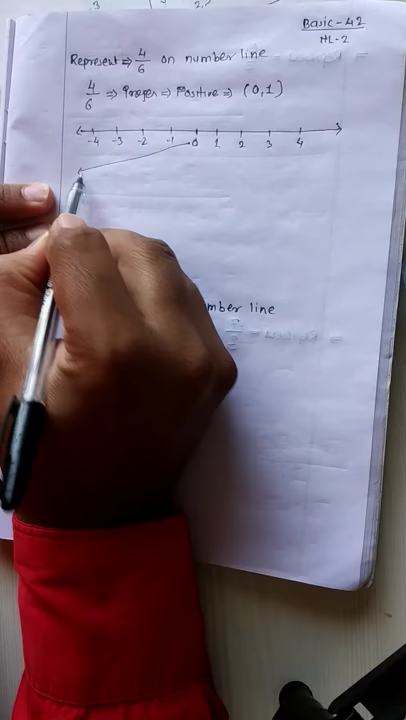 Basic-42
HL-2
Represent ⇒ 4/6 on number line
4/6 ⇒ Proper ⇒ Positive ⇒ (0,1)
-4 -3 -2 -1 0 1 2 3 4
mber line